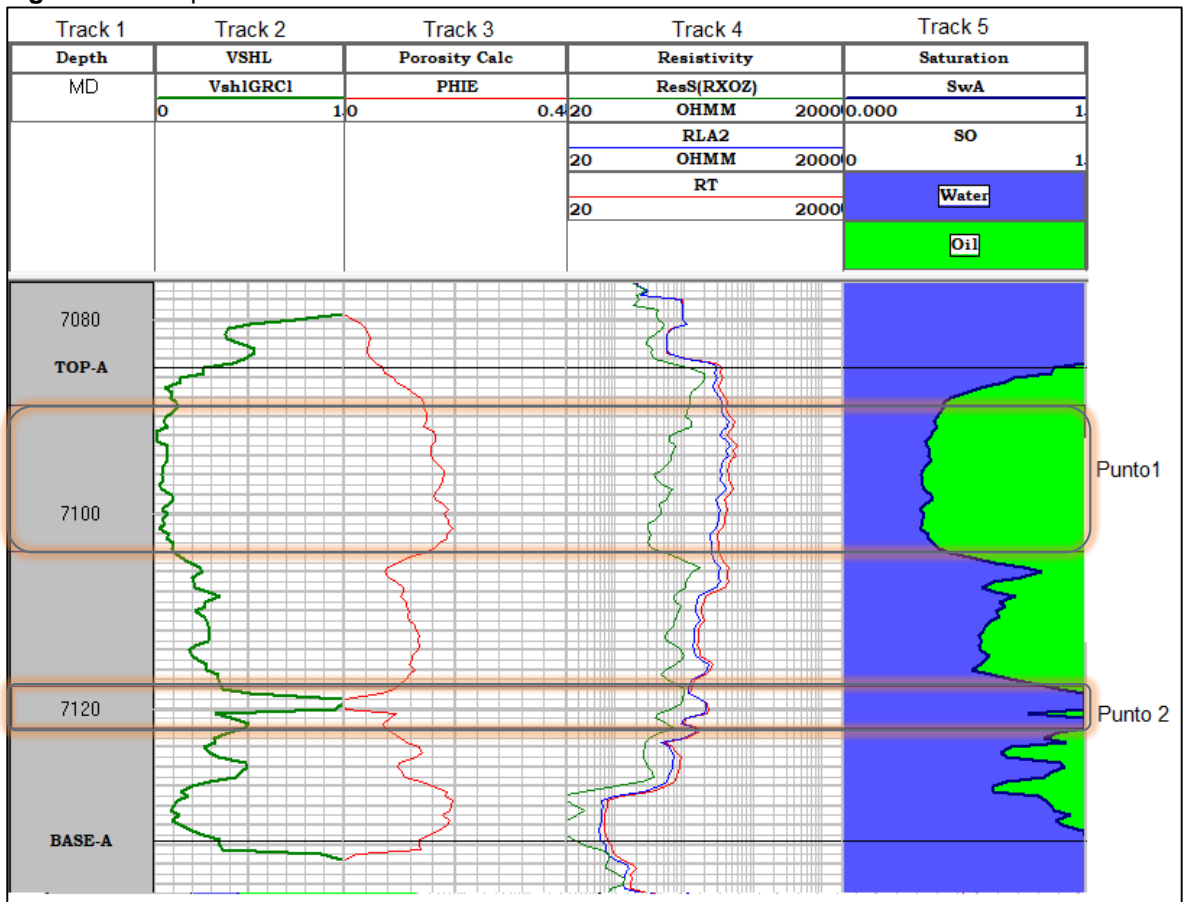 Track 1 Track 2 Track 3 Track 4 Track 5
Depth VSHL Porosity Calc Resistivity Saturation
MD VshlGRCl PHIE ResS(RXOZ) SwA
0 1. 0 0.4 20 OHMM 2000 0.000 1.
RLA2 SO
20 OHMM 2000 0 1.
RT Water
20 2000
Oil
7080
TOP-A
Punto1
7100
7120 Punto 2
BASE-A